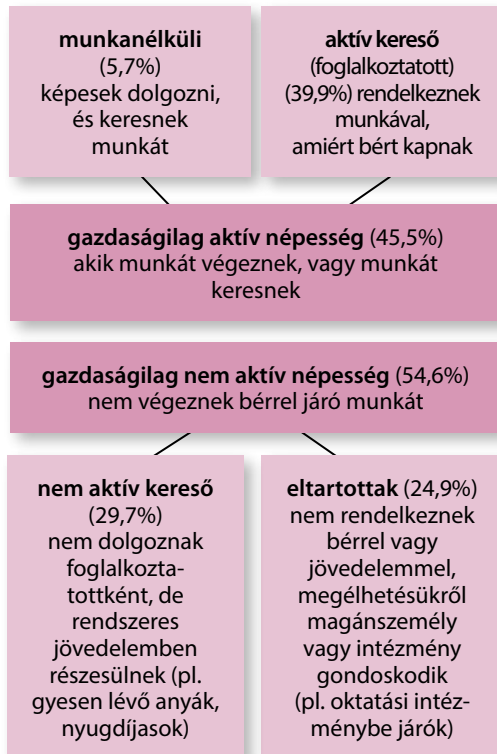 munkanélküli
(5,7%)
képesek dolgozni,
és keresnek
munkát
aktív kereső
(foglalkoztatott)
(39,9%) rendelkeznek
munkával,
amiért bért kapnak
gazdaságilag aktív népesség (45,5%)
akik munkát végeznek, vagy munkát
keresnek
gazdaságilag nem aktív népesség (54,6%)
nem végeznek bérrel járó munkát
nem aktív kereső
(29,7%)
nem dolgoznak
foglalkozta-
tottként, de
rendszeres
jövedelemben
részesülnek (pl.
gyesen lévő anyák,
nyugdíjasok)
eltartottak (24,9%)
nem rendelkeznek
bérrel vagy
jövedelemmel,
megélhetésükről
magánszemély
vagy intézmény
gondoskodik
(pl. oktatási intéz-
ménybe járók)